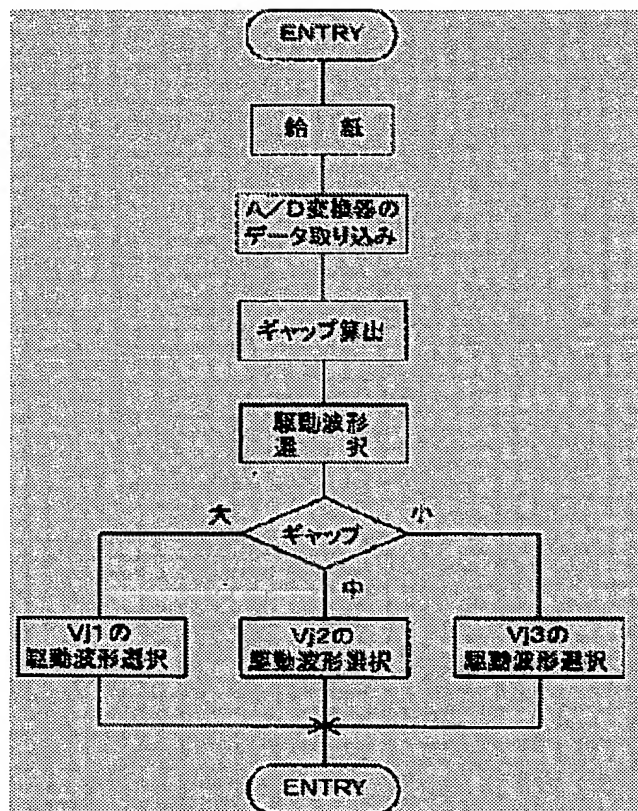 ENTRY
給 紙
A／D変換器の
データ取り込み
ギャップ算出
駆動波形
選 択
大
ギャップ
小
中
Vj1の
駆動波形選択
Vj2の
駆動波形選択
Vj3の
駆動波形選択
ENTRY